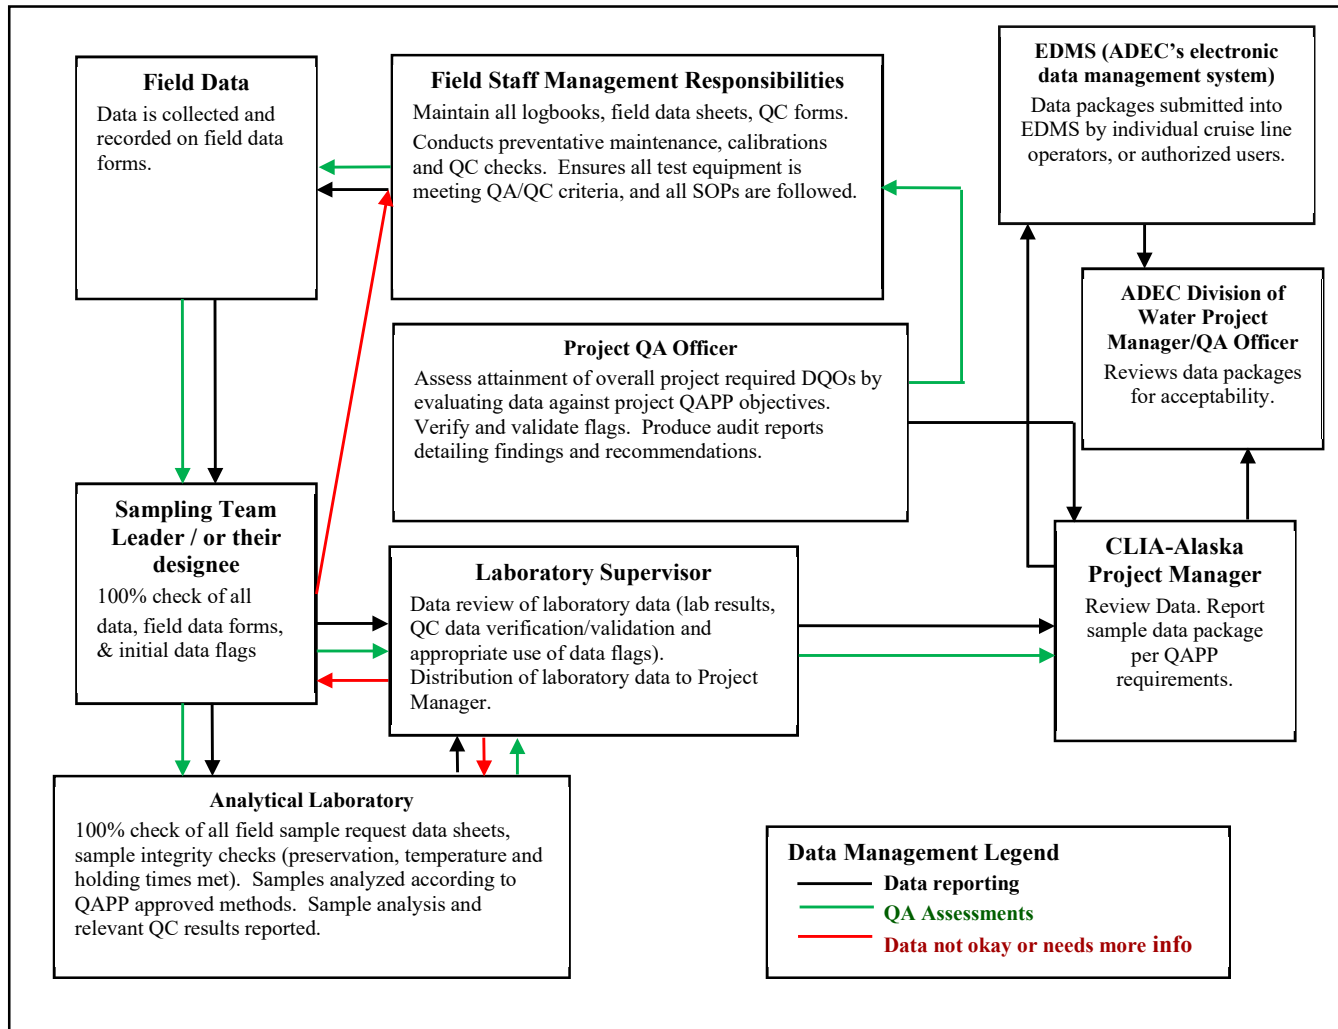 Field Data
Data is collected and
recorded on field data
forms.
Field Staff Management Responsibilities
Maintain all logbooks, field data sheets, QC forms.
Conducts preventative maintenance, calibrations
and QC checks.  Ensures all test equipment is
meeting QA/QC criteria, and all SOPs are followed.
EDMS (ADEC’s electronic
data management system)
Data packages submitted into
EDMS by individual cruise line
operators, or authorized users.
ADEC Division of
Water Project
Manager/QA Officer
Reviews data packages
for acceptability.
Project QA Officer
Assess attainment of overall project required DQOs by
evaluating data against project QAPP objectives.
Verify and validate flags.  Produce audit reports
detailing findings and recommendations.
Sampling Team
Leader / or their
designee
100% check of all
data, field data forms,
& initial data flags
Laboratory Supervisor
Data review of laboratory data (lab results,
QC data verification/validation and
appropriate use of data flags).
Distribution of laboratory data to Project
Manager.
CLIA-Alaska
Project Manager
Review Data. Report
sample data package
per QAPP
requirements.
Analytical Laboratory
100% check of all field sample request data sheets,
sample integrity checks (preservation, temperature and
holding times met).  Samples analyzed according to
QAPP approved methods.  Sample analysis and
relevant QC results reported.
Data Management Legend
Data reporting
QA Assessments
Data not okay or needs more info